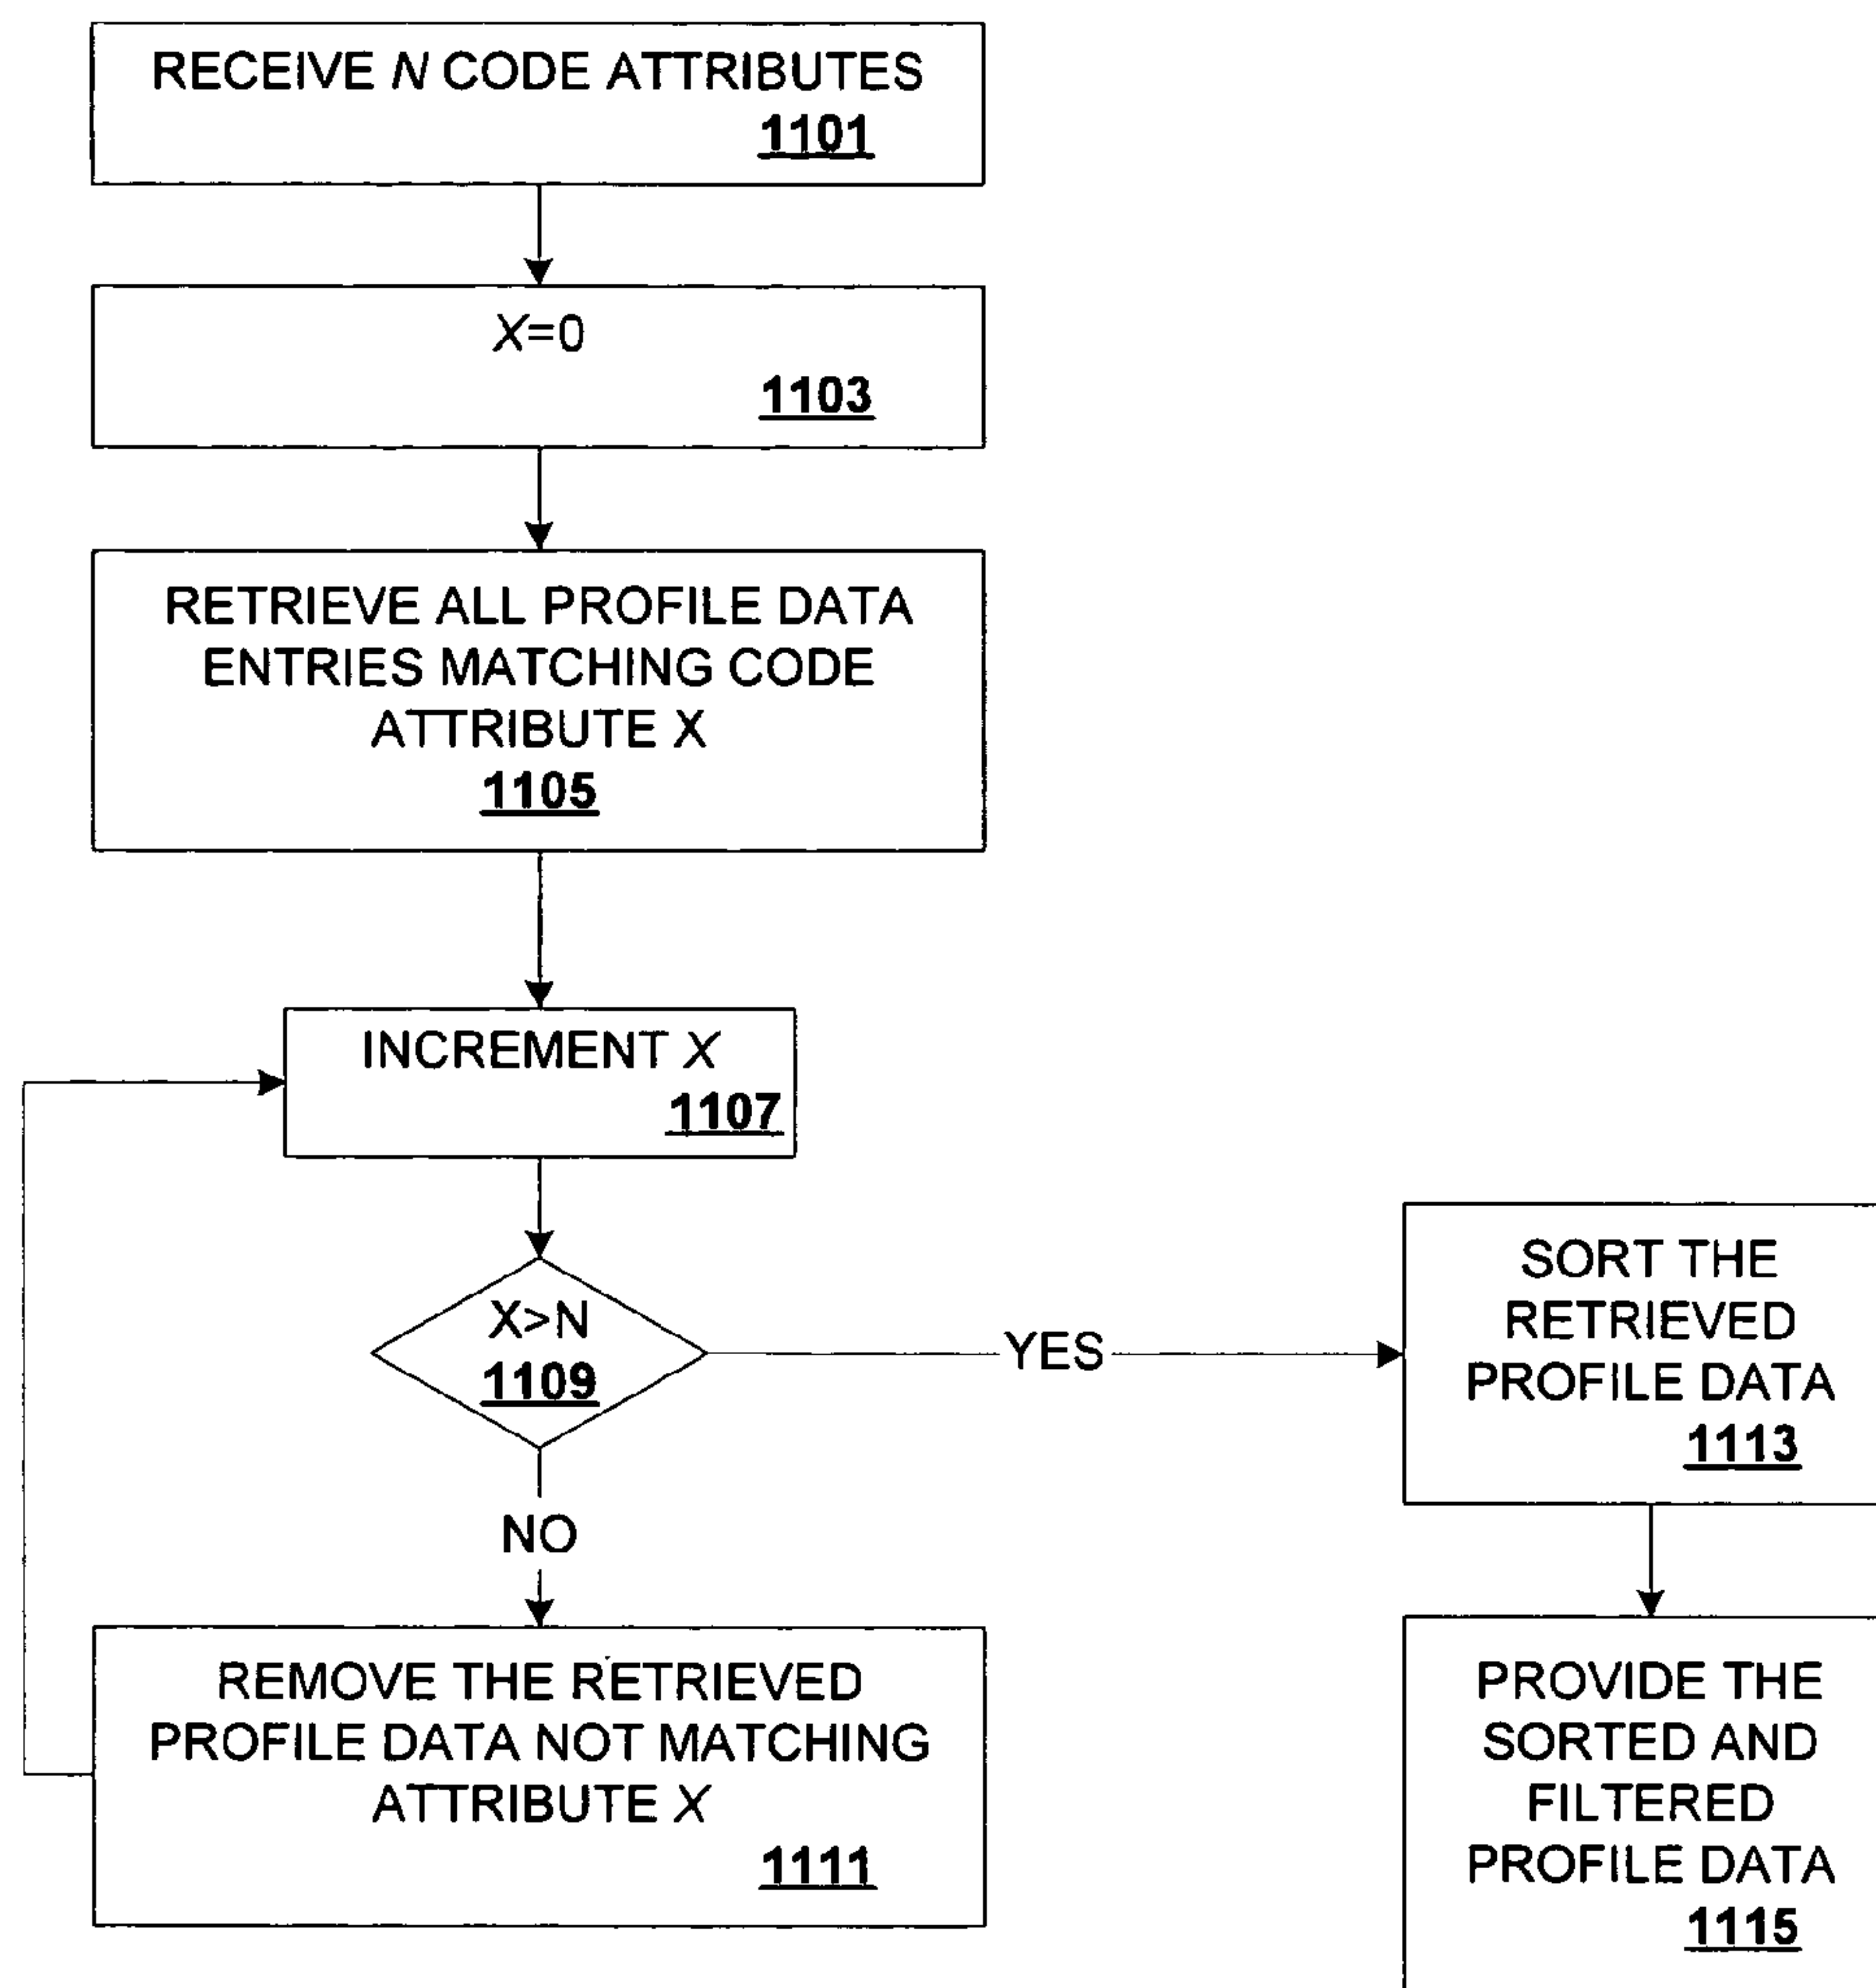 RECEIVE N CODE ATTRIBUTES
1101
X=0
1103
RETRIEVE ALL PROFILE DATA
ENTRIES MATCHING CODE
ATTRIBUTE X
1105
INCREMENT X
1107
X>N
1109
YES
NO
REMOVE THE RETRIEVED
PROFILE DATA NOT MATCHING
ATTRIBUTE X
1111
SORT THE
RETRIEVED
PROFILE DATA
1113
PROVIDE THE
SORTED AND
FILTERED
PROFILE DATA
1115